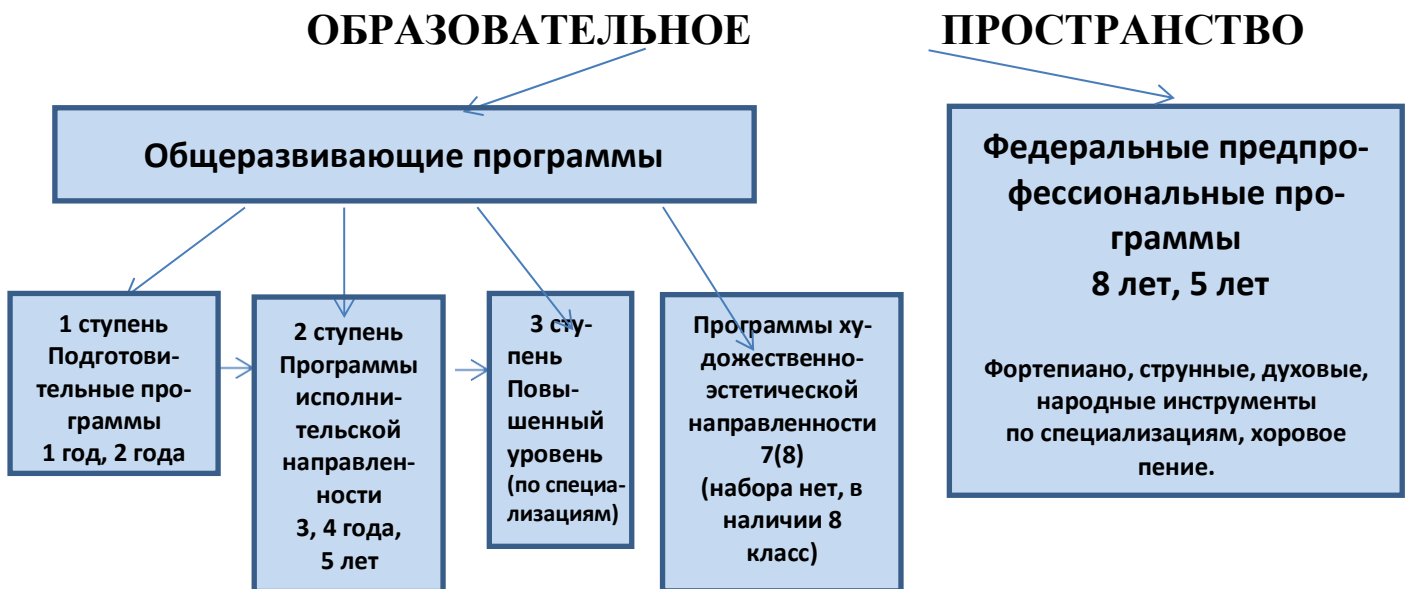 ОБРАЗОВАТЕЛЬНОЕ ПРОСТРАНСТВО
Общеразвивающие программы
1 ступень
Подготови-
тельные про-
граммы
1 год, 2 года
2 ступень
Программы
исполни-
тельской
направлен-
ности
3, 4 года,
5 лет
3 сту-
пень
Повы-
шенный
уровень
(по специа-
лизациям)
Программы ху-
дожественно-
эстетической
направленности
7(8)
(набора нет, в
наличии 8
класс)
Федеральные предпро-
фессиональные про-
граммы
8 лет, 5 лет
Фортепиано, струнные, духовые,
народные инструменты
по специализациям, хоровое
пение.